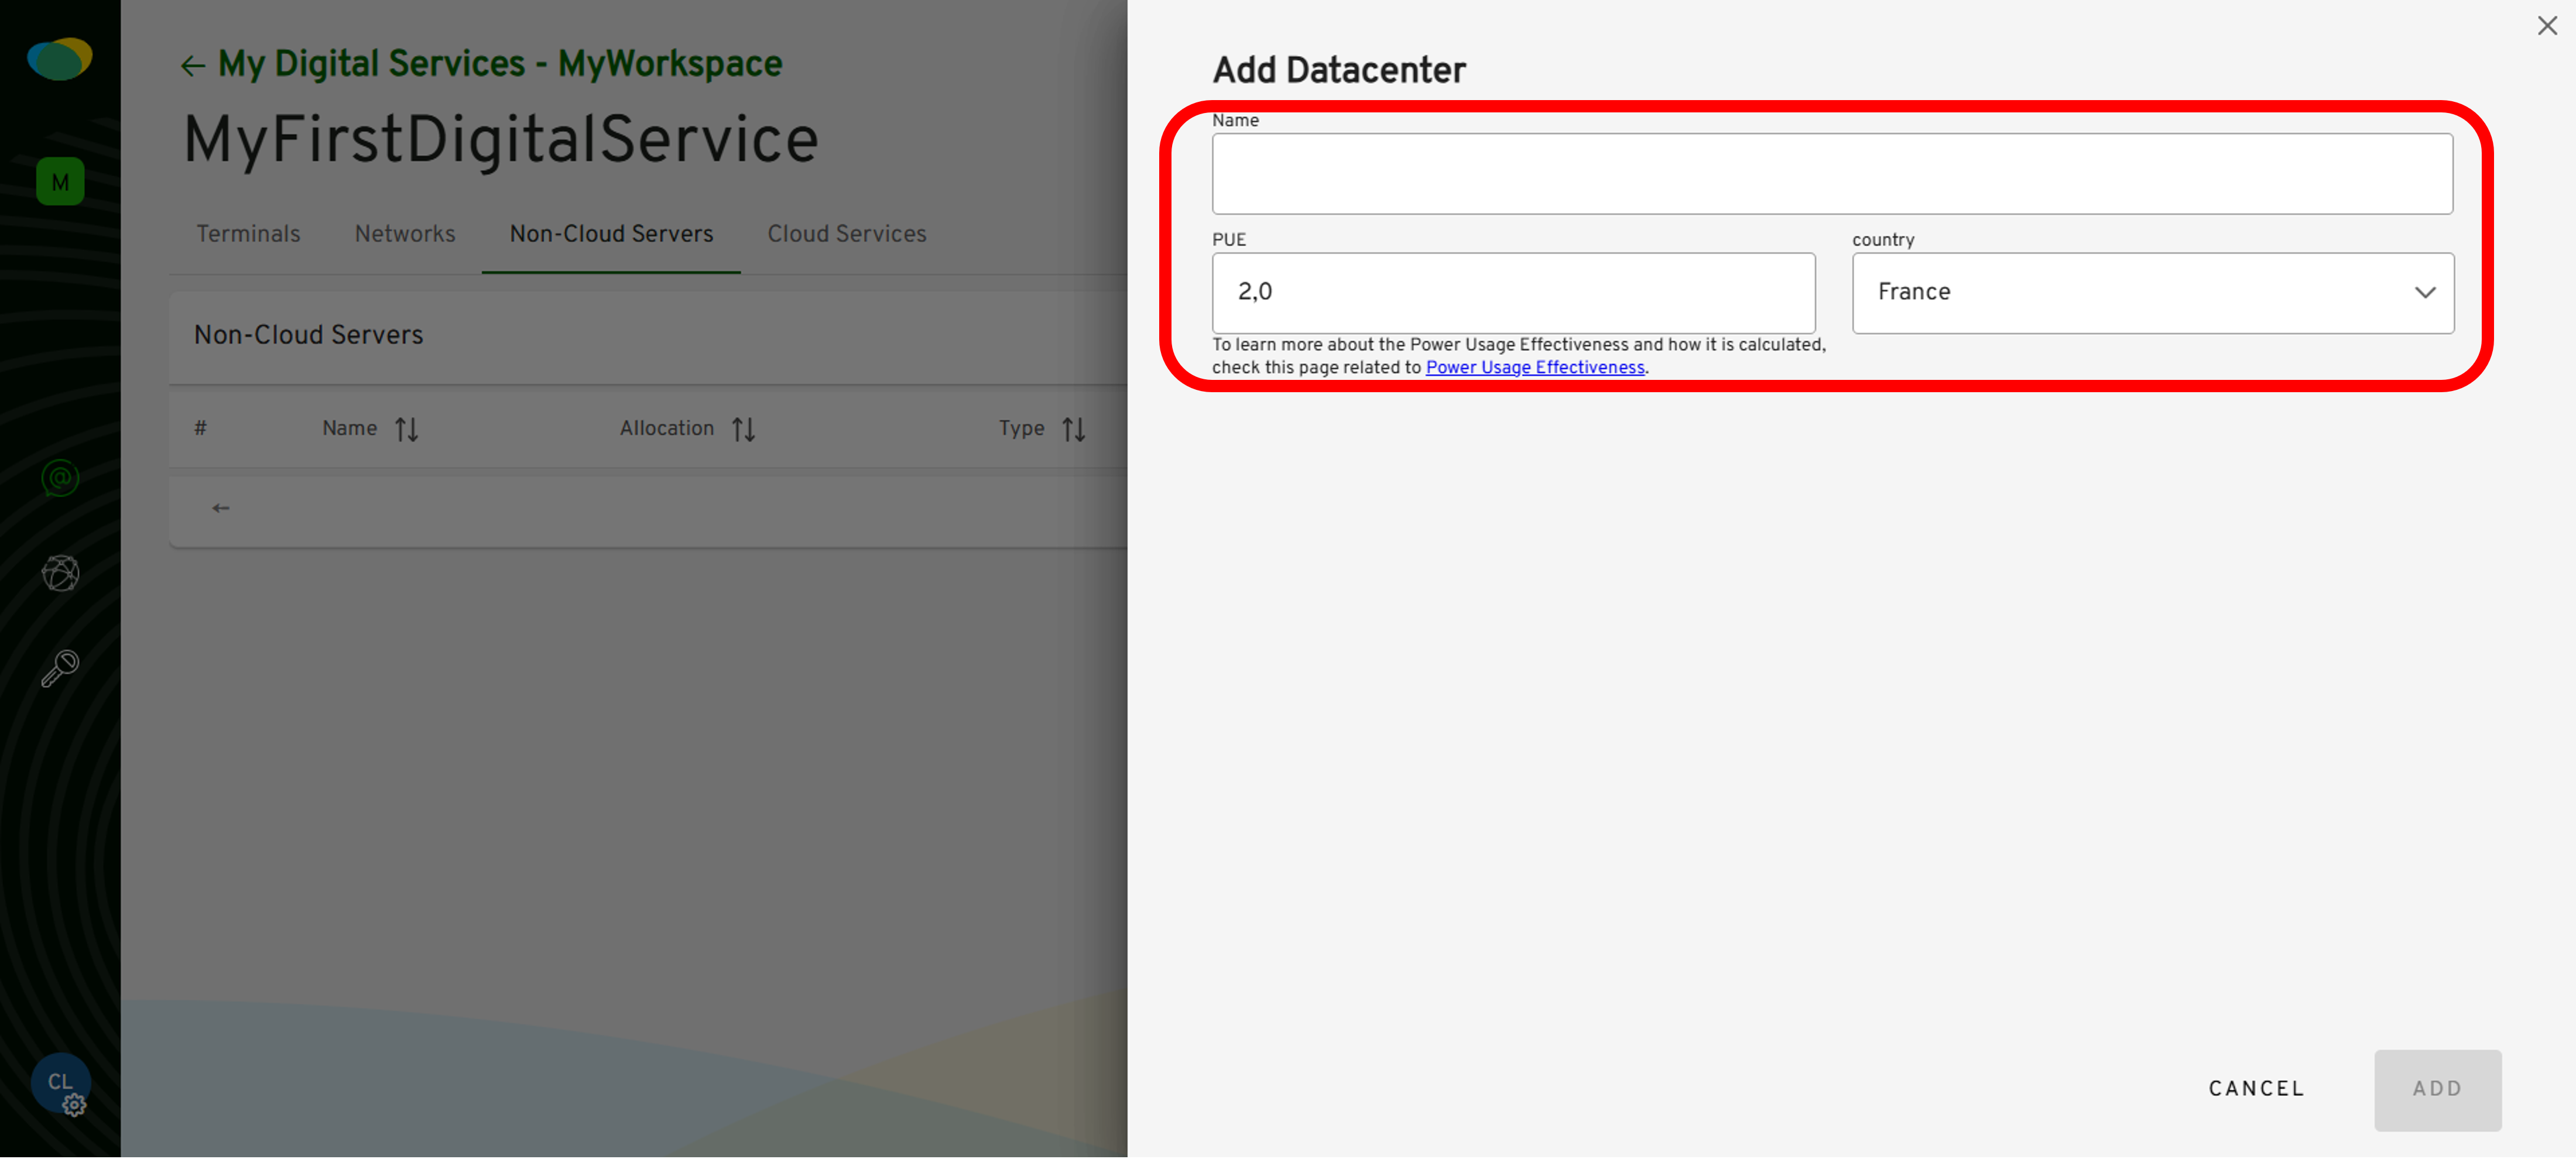 ← My Digital Services - MyWorkspace
MyFirstDigitalService
M
Terminals Networks Non-Cloud Servers Cloud Services
Non-Cloud Servers
# Name Allocation Type
CL
Add Datacenter
Name
PUE country
2,0 France
To learn more about the Power Usage Effectiveness and how it is calculated,
check this page related to Power Usage Effectiveness.
CANCEL ADD